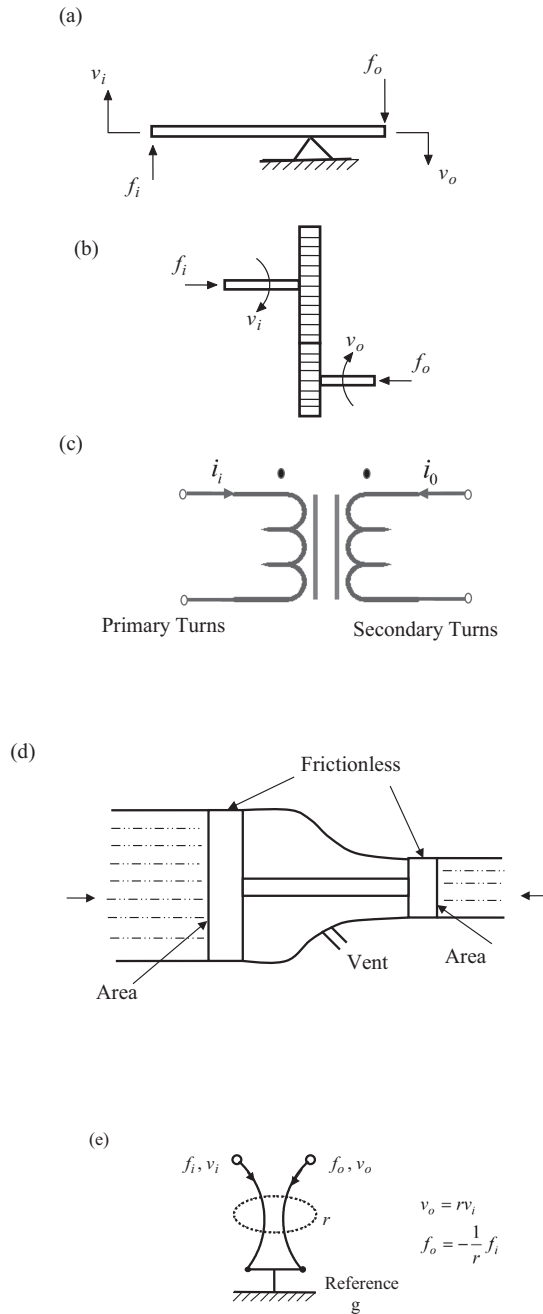 (a)
v_i
f_o
f_i
v_o
(b)
f_i
v_i
v_o
f_o
(c)
i_i
i_0
Primary Turns
Secondary Turns
(d)
Frictionless
Vent
Area
Area
(e)
f_i, v_i
f_o, v_o
r
v_o = rv_i
f_o = -\frac{1}{r} f_i
Reference
g